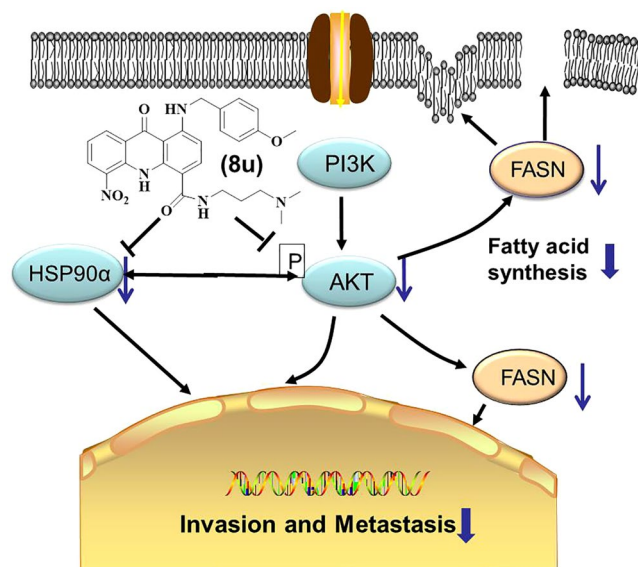 O
HN
O
(8u)
NO₂
N
H
O
N
H
N
PI3K
FASN
Fatty acid
synthesis
HSP90α
P
AKT
FASN
Invasion and Metastasis